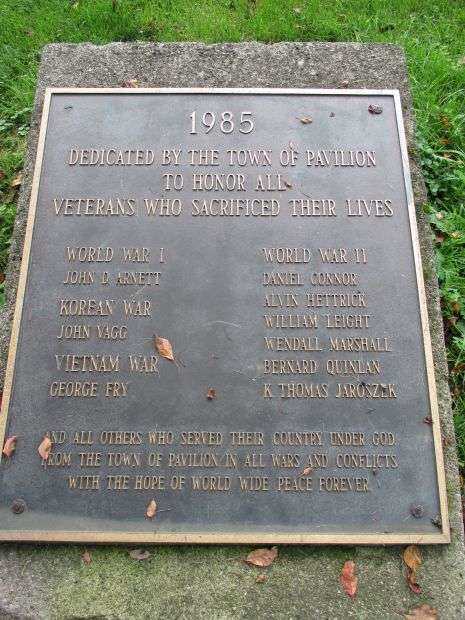 1985
DEDICATED BY THE TOWN OF PAVILION
TO HONOR ALL
VETERANS WHO SACRIFICED THEIR LIVES
WORLD WAR I
JOHN D. ARNETT
KOREAN WAR
JOHN VAGG
VIETNAM WAR
GEORGE FRY
WORLD WAR II
DANIEL CONNOR
ALVIN HETTRICK
WILLIAM LEIGHT
WENDALL MARSHALL
BERNARD QUINLAN
K. THOMAS JAROSZEK
AND ALL OTHERS WHO SERVED THEIR COUNTRY UNDER GOD
FROM THE TOWN OF PAVILION IN ALL WARS AND CONFLICTS
WITH THE HOPE OF WORLD WIDE PEACE FOREVER.